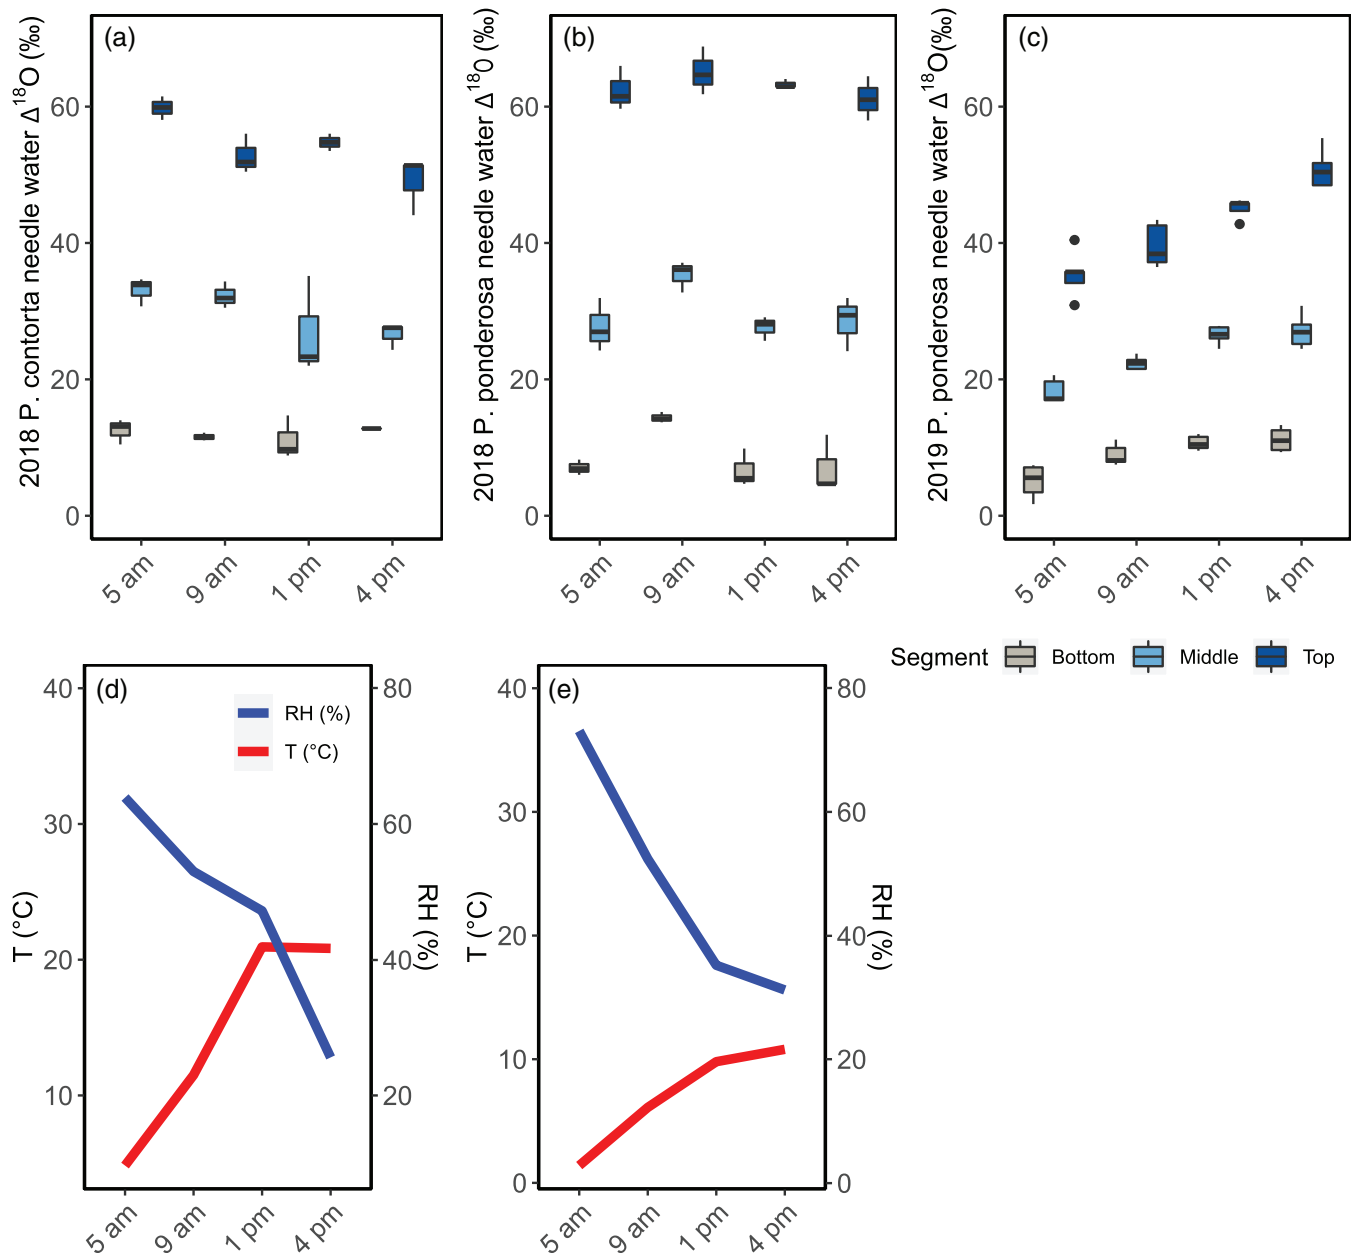 (a)
2018 P. contorta needle water Δ¹⁸O (‰)
60
40
20
0
5 am
9 am
1 pm
4 pm
(b)
2018 P. ponderosa needle water Δ¹⁸0 (‰)
60
40
20
0
5 am
9 am
1 pm
4 pm
(c)
2019 P. ponderosa needle water Δ¹⁸O(‰)
60
40
20
0
5 am
9 am
1 pm
4 pm
Segment Bottom Middle Top
(d)
RH (%)
T (°C)
T (°C)
40
30
20
10
RH (%)
80
60
40
20
5 am
9 am
1 pm
4 pm
(e)
T (°C)
40
30
20
10
0
RH (%)
80
60
40
20
0
5 am
9 am
1 pm
4 pm